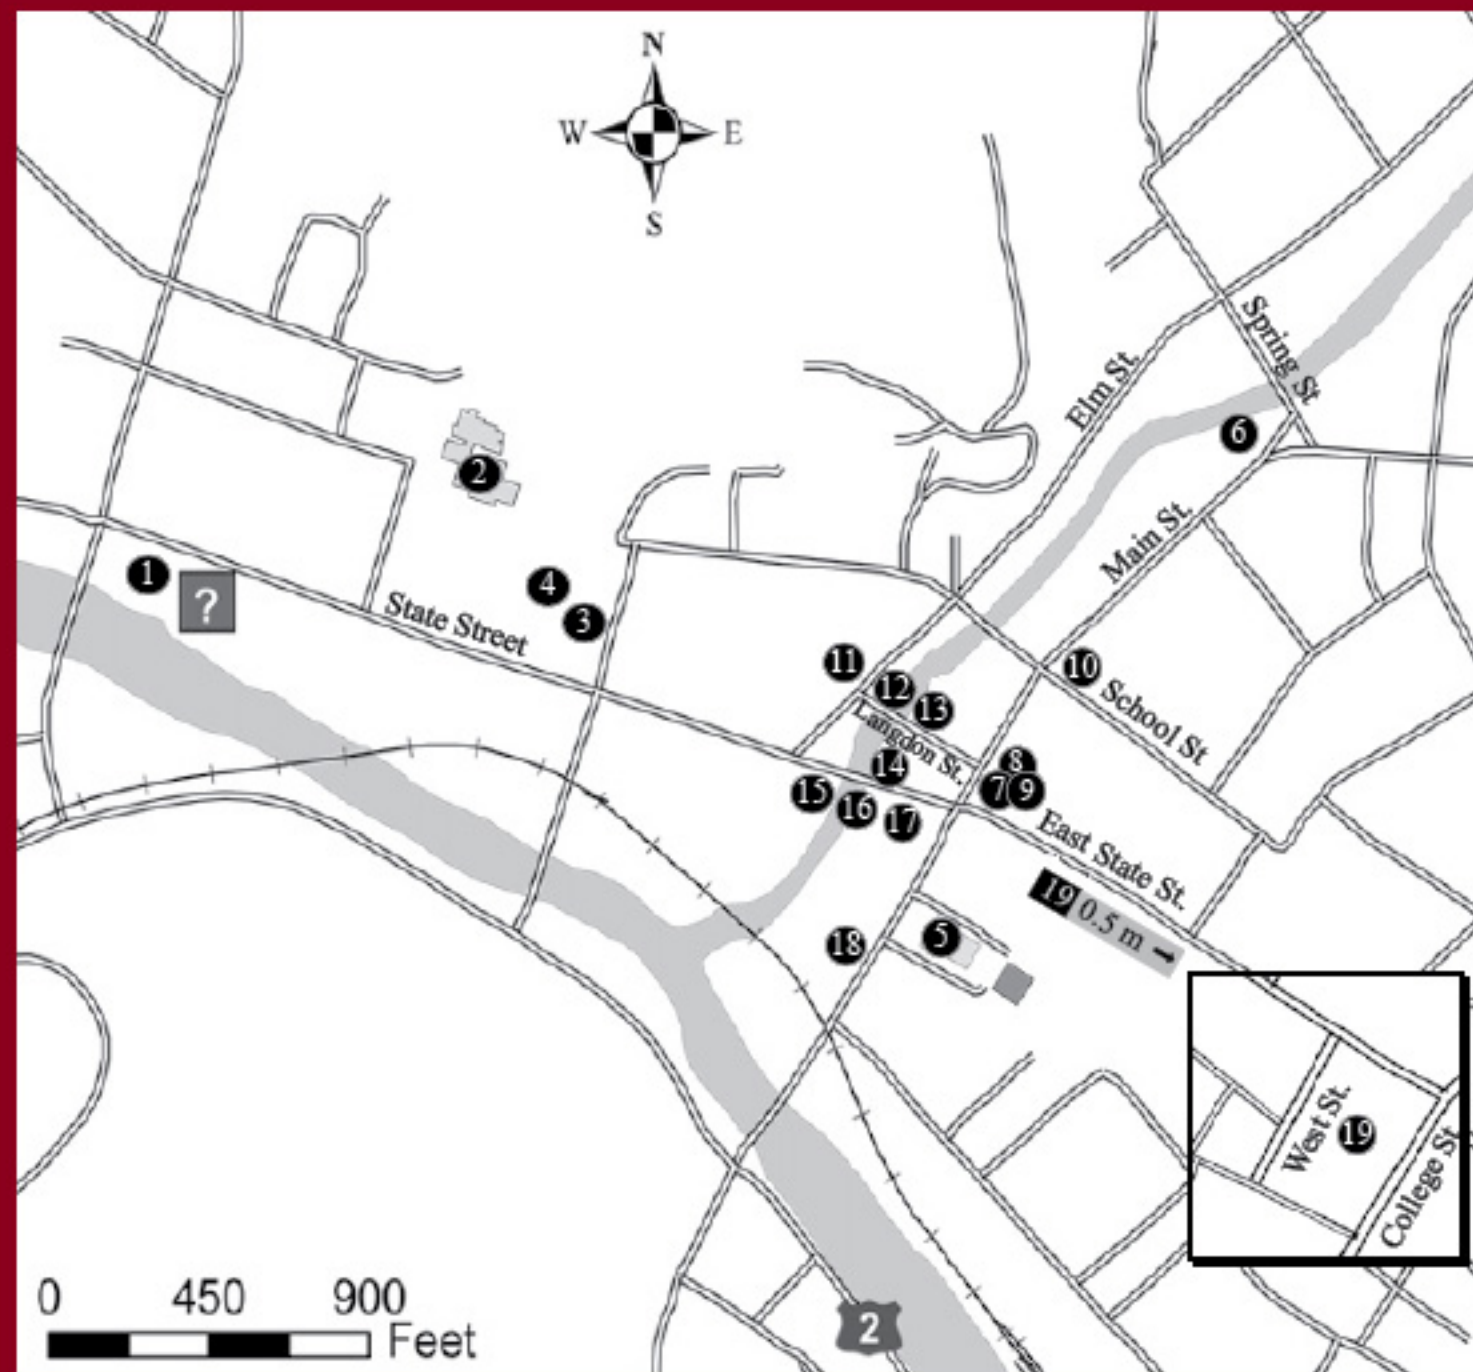 N
W E
S
Spring St
Elm St.
6
2
Main St.
1
?
4
3
State Street
11
10
12
13
School St
Langdon St.
14
8
7
9
15
16
17
East State St.
19 0.5 m →
18
5
West St.
19
College St
0 450 900
Feet
2